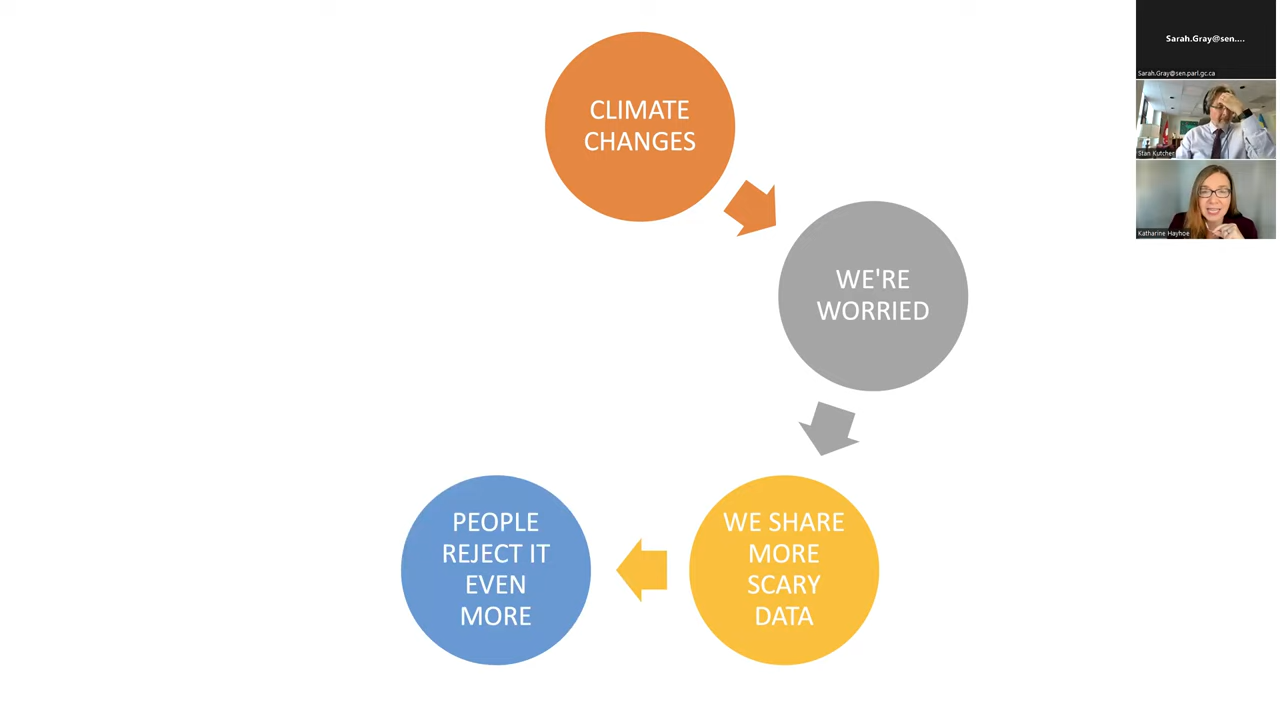 CLIMATE
CHANGES
WE'RE
WORRIED
WE SHARE
MORE
SCARY
DATA
PEOPLE
REJECT IT
EVEN
MORE
Sarah.Gray@sen....
Sarah.Gray@sen.parl.gc.ca
Stan Kutcher
Katharine Hayhoe